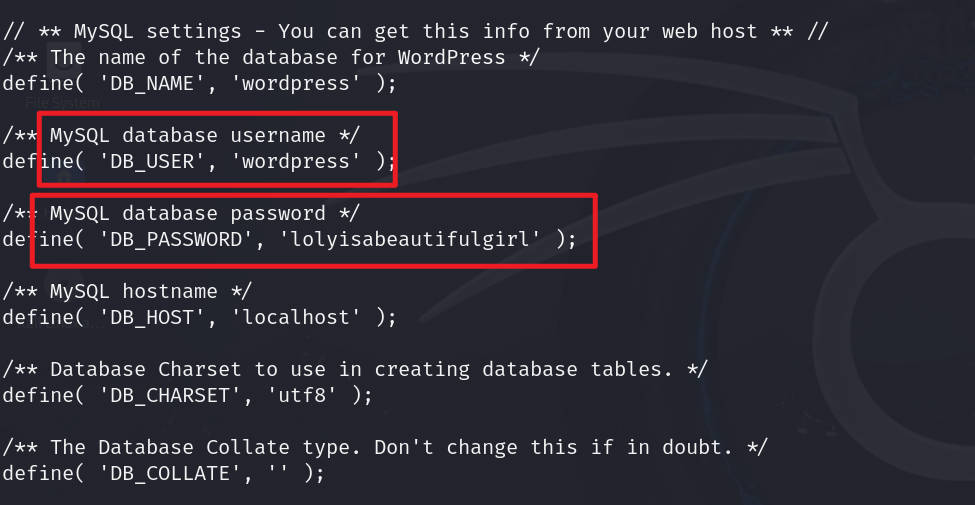 // ** MySQL settings - You can get this info from your web host ** //
/** The name of the database for WordPress */
define( 'DB_NAME', 'wordpress' );
File System
/** MySQL database username */
define( 'DB_USER', 'wordpress' );
/** MySQL database password */
define( 'DB_PASSWORD', 'lolyisabeautifulgirl' );
/** MySQL hostname */
define( 'DB_HOST', 'localhost' );
/** Database Charset to use in creating database tables. */
define( 'DB_CHARSET', 'utf8' );
/** The Database Collate type. Don't change this if in doubt. */
define( 'DB_COLLATE', '' );